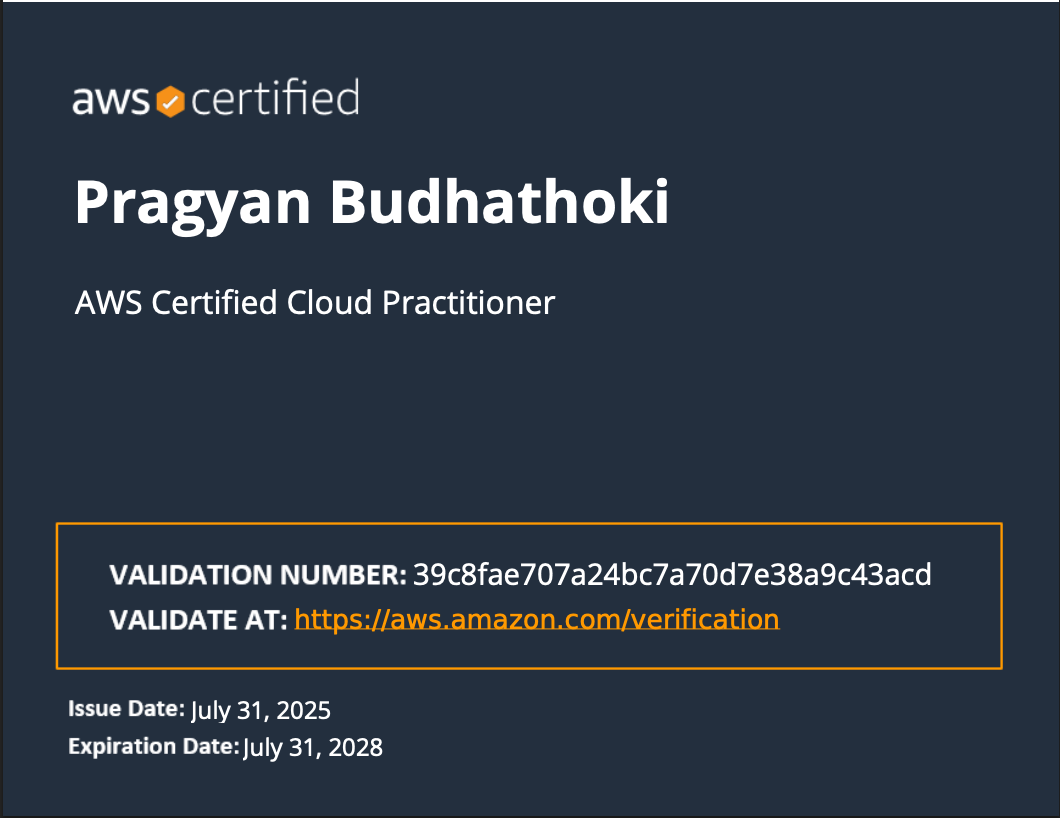 aws certified
Pragyan Budhathoki
AWS Certified Cloud Practitioner
VALIDATION NUMBER: 39c8fae707a24bc7a70d7e38a9c43acd
VALIDATE AT: https://aws.amazon.com/verification
Issue Date: July 31, 2025
Expiration Date: July 31, 2028